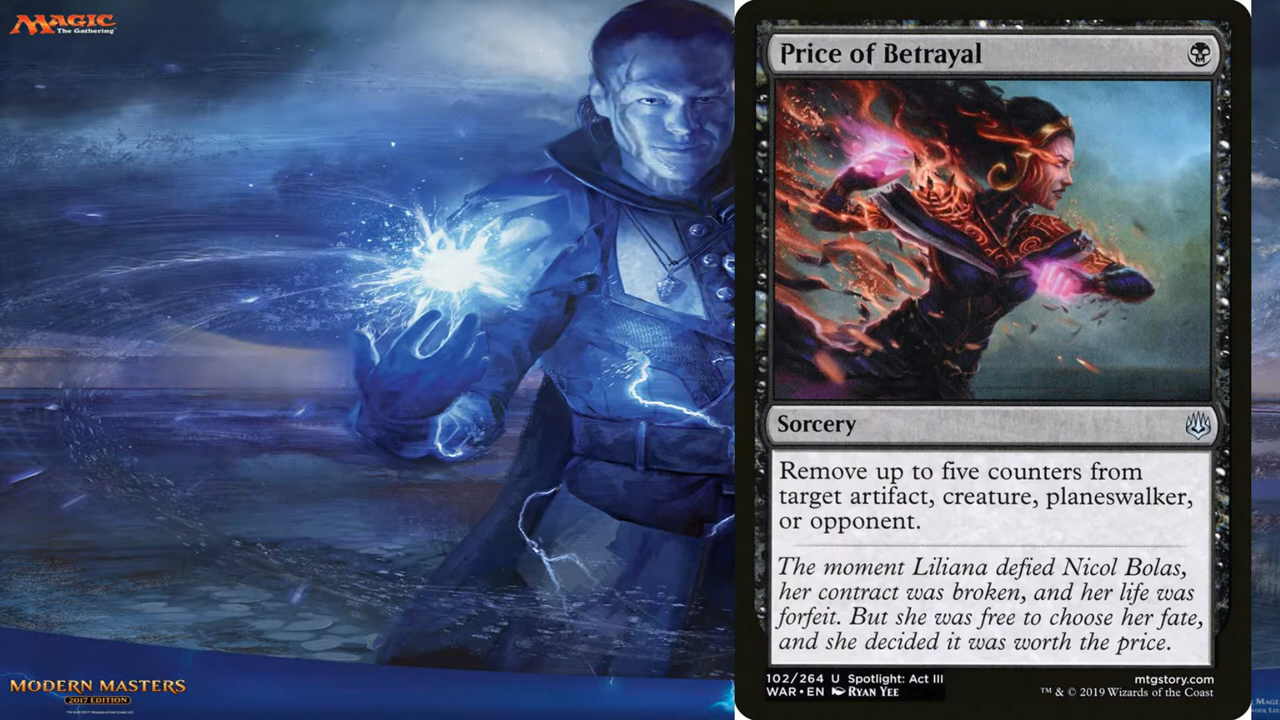 MAGIC
The Gathering
MODERN MASTERS
2017 EDITION
Price of Betrayal
Sorcery
Remove up to five counters from
target artifact, creature, planeswalker,
or opponent.
The moment Liliana defied Nicol Bolas,
her contract was broken, and her life was
forfeit. But she was free to choose her fate,
and she decided it was worth the price.
102/264 U Spotlight: Act III
WAR • EN RYAN YEE
mtgstory.com
™ & © 2019 Wizards of the Coast